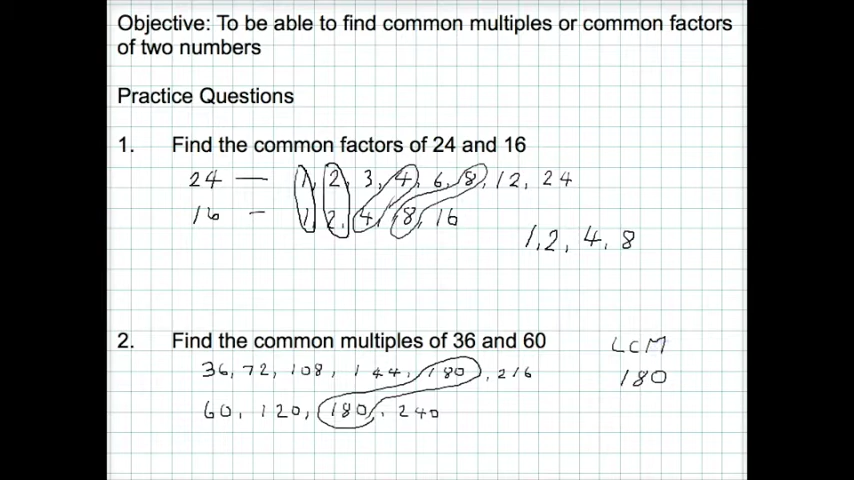 Objective: To be able to find common multiples or common factors
of two numbers
Practice Questions
1. Find the common factors of 24 and 16
24 — 1, 2, 3, 4, 6, 8, 12, 24
16 - 1, 2, 4, 8, 16
1, 2, 4, 8
2. Find the common multiples of 36 and 60
LCM
36, 72, 108, 144, 180, 216
180
60, 120, 180, 240